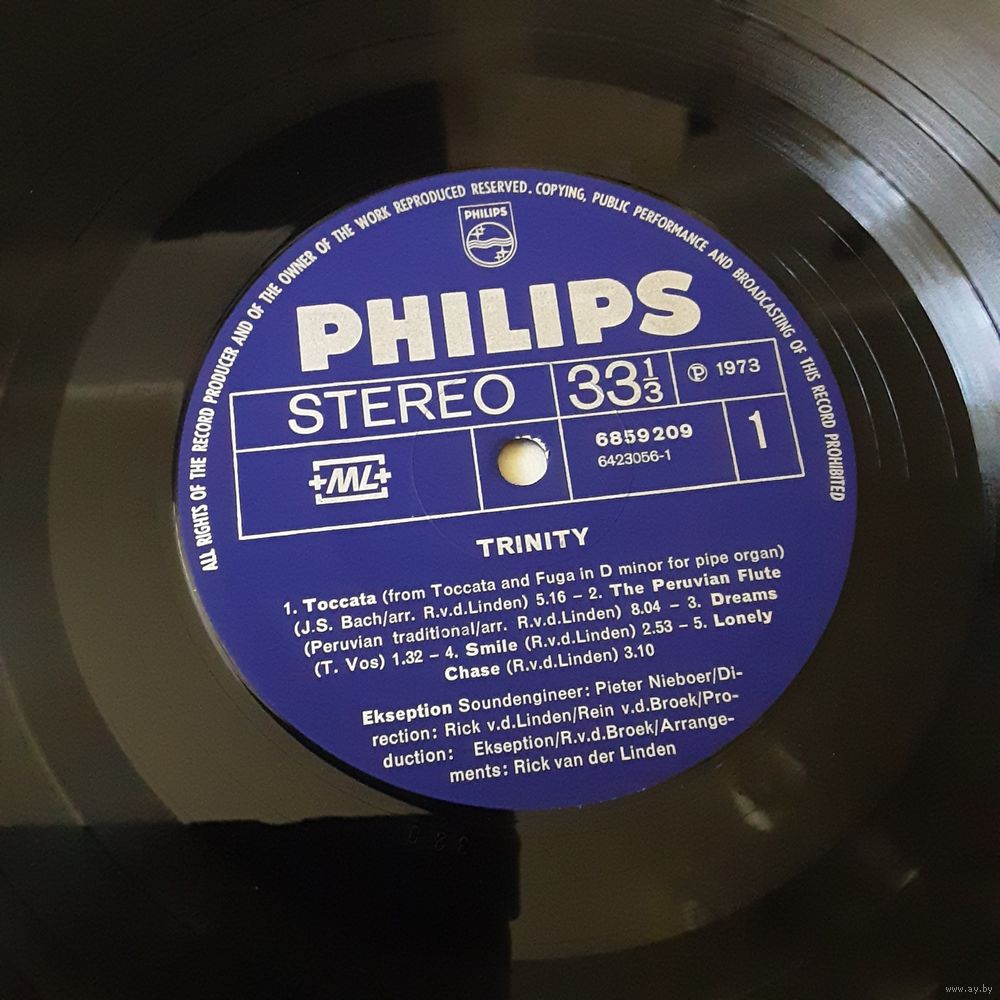 ALL RIGHTS OF THE RECORD PRODUCER AND OF THE OWNER OF THE WORK REPRODUCED RESERVED. COPYING, PUBLIC PERFORMANCE AND BROADCASTING OF THIS RECORD PROHIBITED
PHILIPS
PHILIPS
STEREO 33 1/3 Ⓟ 1973
ML 6859209 1
6423056-1
TRINITY
1. Toccata (from Toccata and Fuga in D minor for pipe organ)
(J.S. Bach/arr. R.v.d.Linden) 5.16 – 2. The Peruvian Flute
(Peruvian traditional/arr. R.v.d.Linden) 8.04 – 3. Dreams
(T. Vos) 1.32 – 4. Smile (R.v.d.Linden) 2.53 – 5. Lonely
Chase (R.v.d.Linden) 3.10
Ekseption Soundengineer: Pieter Nieboer/Di-
rection: Rick v.d.Linden/Rein v.d.Broek/Pro-
duction: Ekseption/R.v.d.Broek/Arrange-
ments: Rick van der Linden
www.ay.by